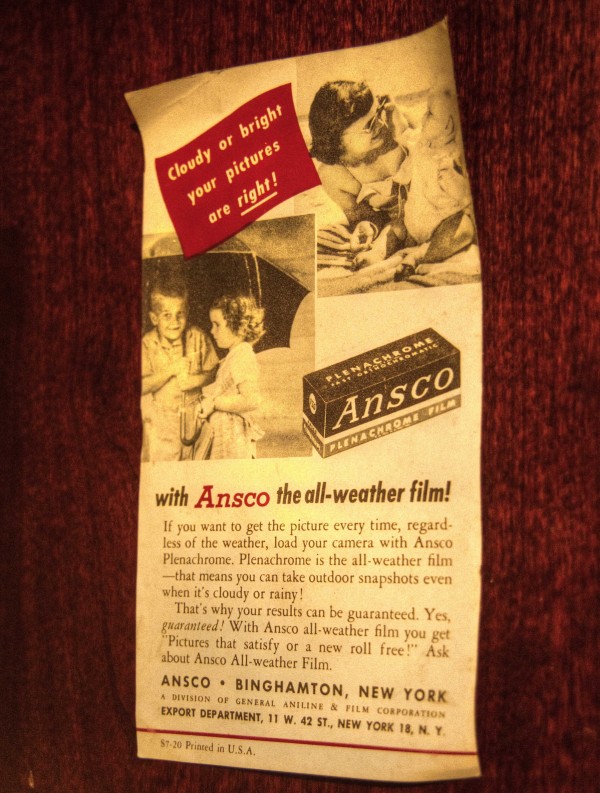 Cloudy or bright
your pictures
are right!
PLENACHROME
FAST ORTHOCHROMATIC
Ansco
PLENACHROME FILM
with Ansco the all-weather film!
If you want to get the picture every time, regard-
less of the weather, load your camera with Ansco
Plenachrome. Plenachrome is the all-weather film
—that means you can take outdoor snapshots even
when it's cloudy or rainy!
That's why your results can be guaranteed. Yes,
guaranteed! With Ansco all-weather film you get
"Pictures that satisfy or a new roll free!" Ask
about Ansco All-weather Film.
ANSCO • BINGHAMTON, NEW YORK
A DIVISION OF GENERAL ANILINE & FILM CORPORATION
EXPORT DEPARTMENT, 11 W. 42 ST., NEW YORK 18, N. Y.
S7-20 Printed in U.S.A.